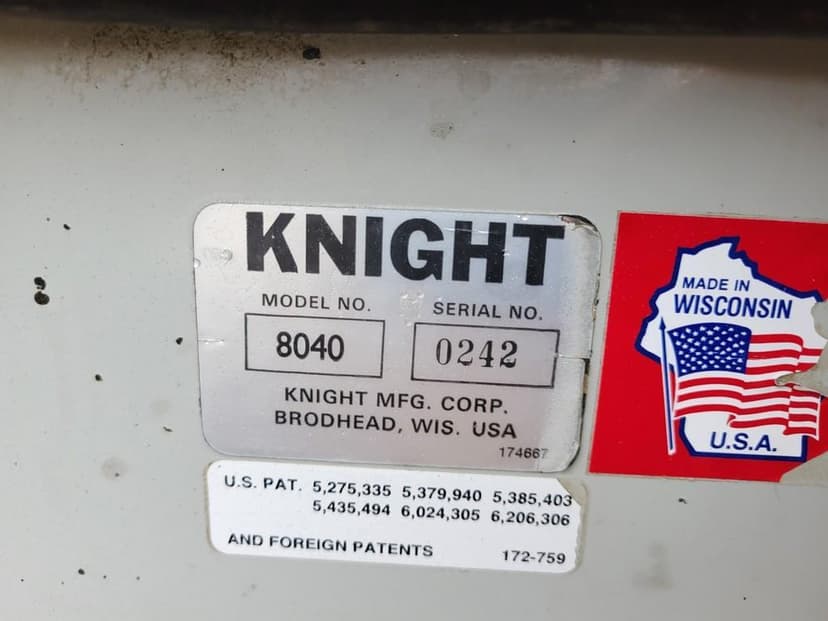 KNIGHT
MODEL NO. SERIAL NO.
8040 0242
KNIGHT MFG. CORP.
BRODHEAD, WIS. USA
174667
MADE IN
WISCONSIN
U.S.A.
U.S. PAT. 5,275,335 5,379,940 5,385,403
5,435,494 6,024,305 6,206,306
AND FOREIGN PATENTS 172-759